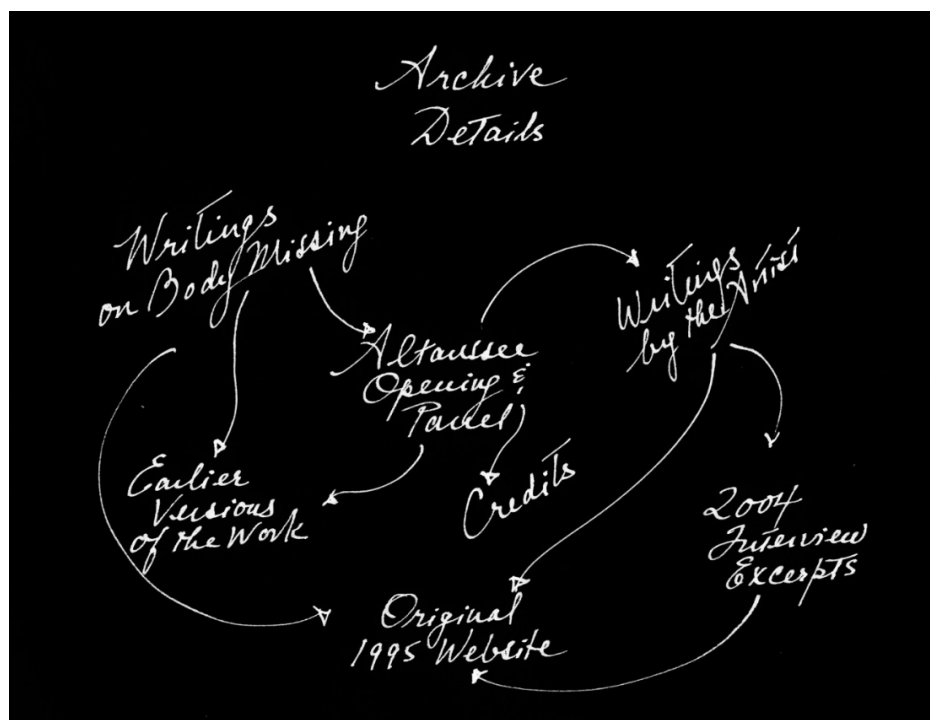 Archive
Details
Writings
on Body Missing
Altaussee
Opening &
Panel
Writings
by the Artist
Earlier
Versions
of the Work
Credits
2004
Interview
Excerpts
Original
1995 Website